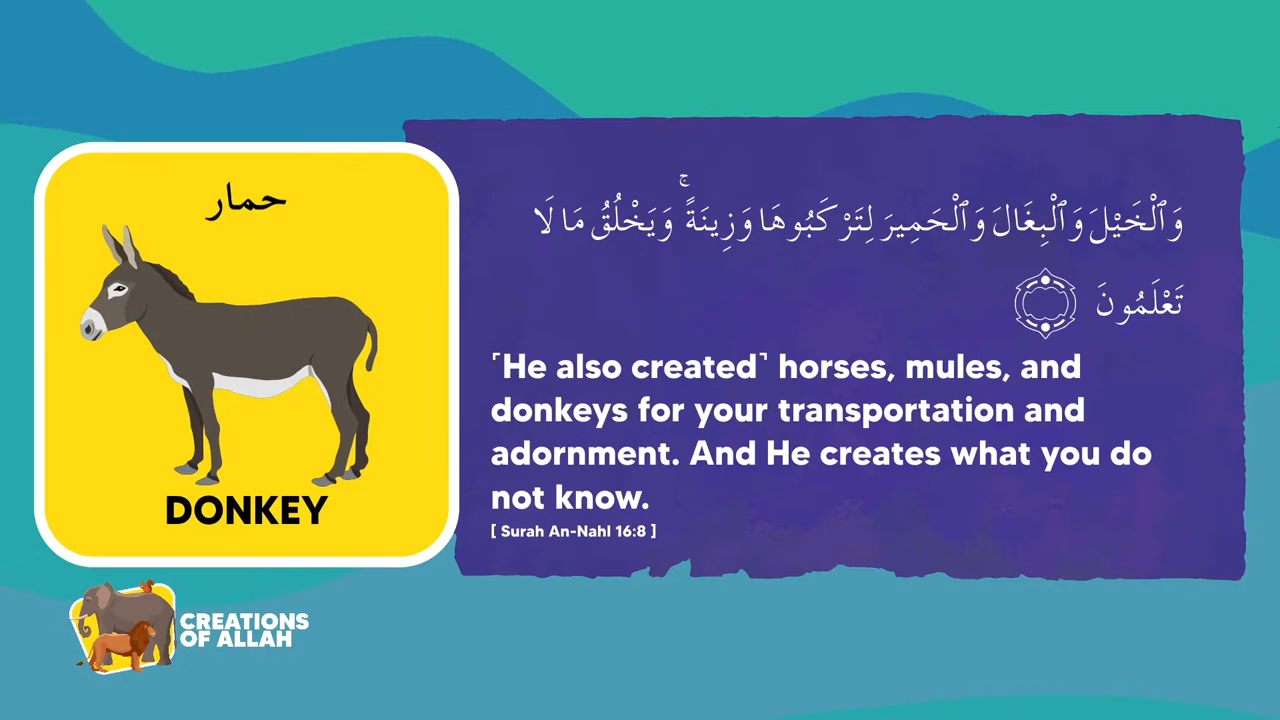 حمار
DONKEY
وَٱلْخَيْلَ وَٱلْبِغَالَ وَٱلْحَمِيرَ لِتَرْكَبُوهَا وَزِينَةًۚ وَيَخْلُقُ مَا لَا
تَعْلَمُونَ
⸢He also created⸣ horses, mules, and
donkeys for your transportation and
adornment. And He creates what you do
not know.
[ Surah An-Nahl 16:8 ]
CREATIONS
OF ALLAH